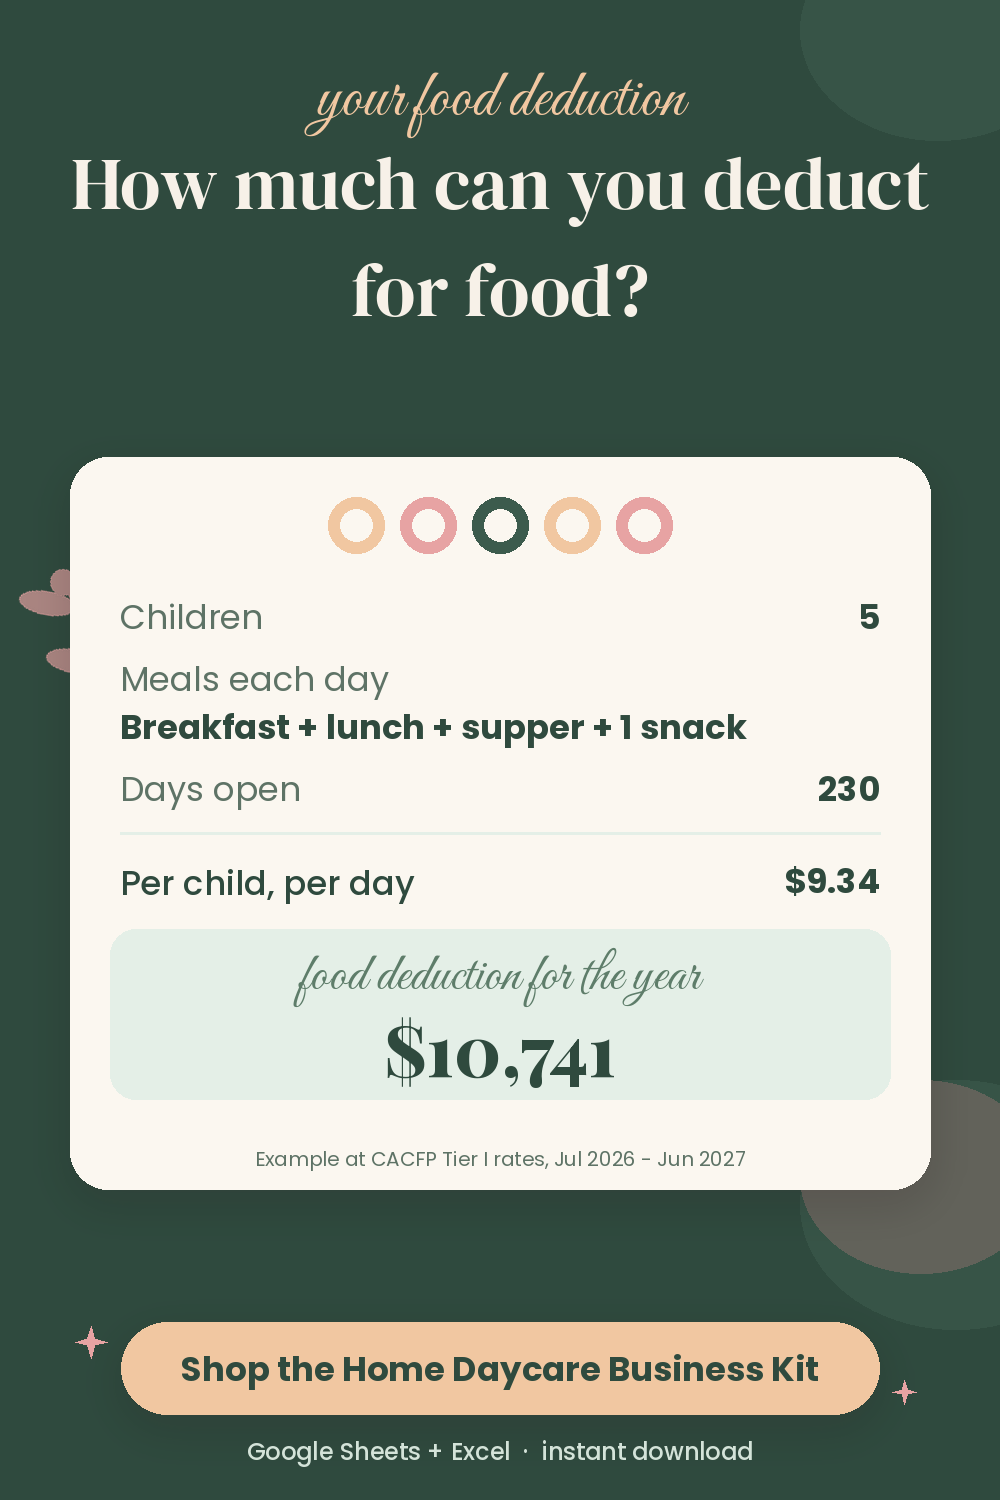 your food deduction
How much can you deduct
for food?
Children 5
Meals each day
Breakfast + lunch + supper + 1 snack
Days open 230
Per child, per day $9.34
food deduction for the year
$10,741
Example at CACFP Tier I rates, Jul 2026 - Jun 2027
Shop the Home Daycare Business Kit
Google Sheets + Excel · instant download